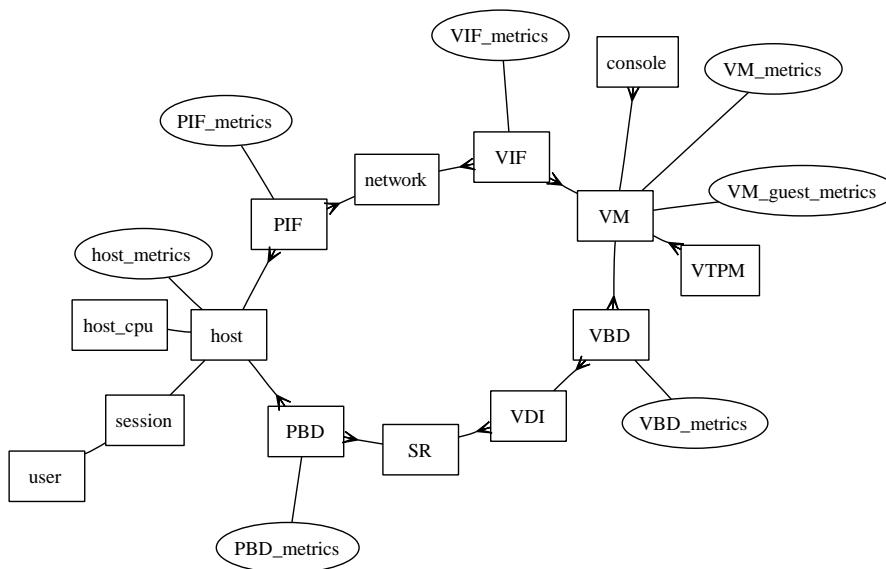 VIF_metrics
console
VM_metrics
PIF_metrics
VIF
network
VM_guest_metrics
VM
PIF
host_metrics
VTPM
host_cpu
host
VBD
session
VDI
VBD_metrics
PBD
SR
user
PBD_metrics